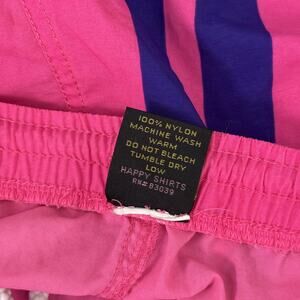 100% NYLON
MACHINE WASH
WARM
DO NOT BLEACH
TUMBLE DRY
LOW
HAPPY SHIRTS
RN#83039